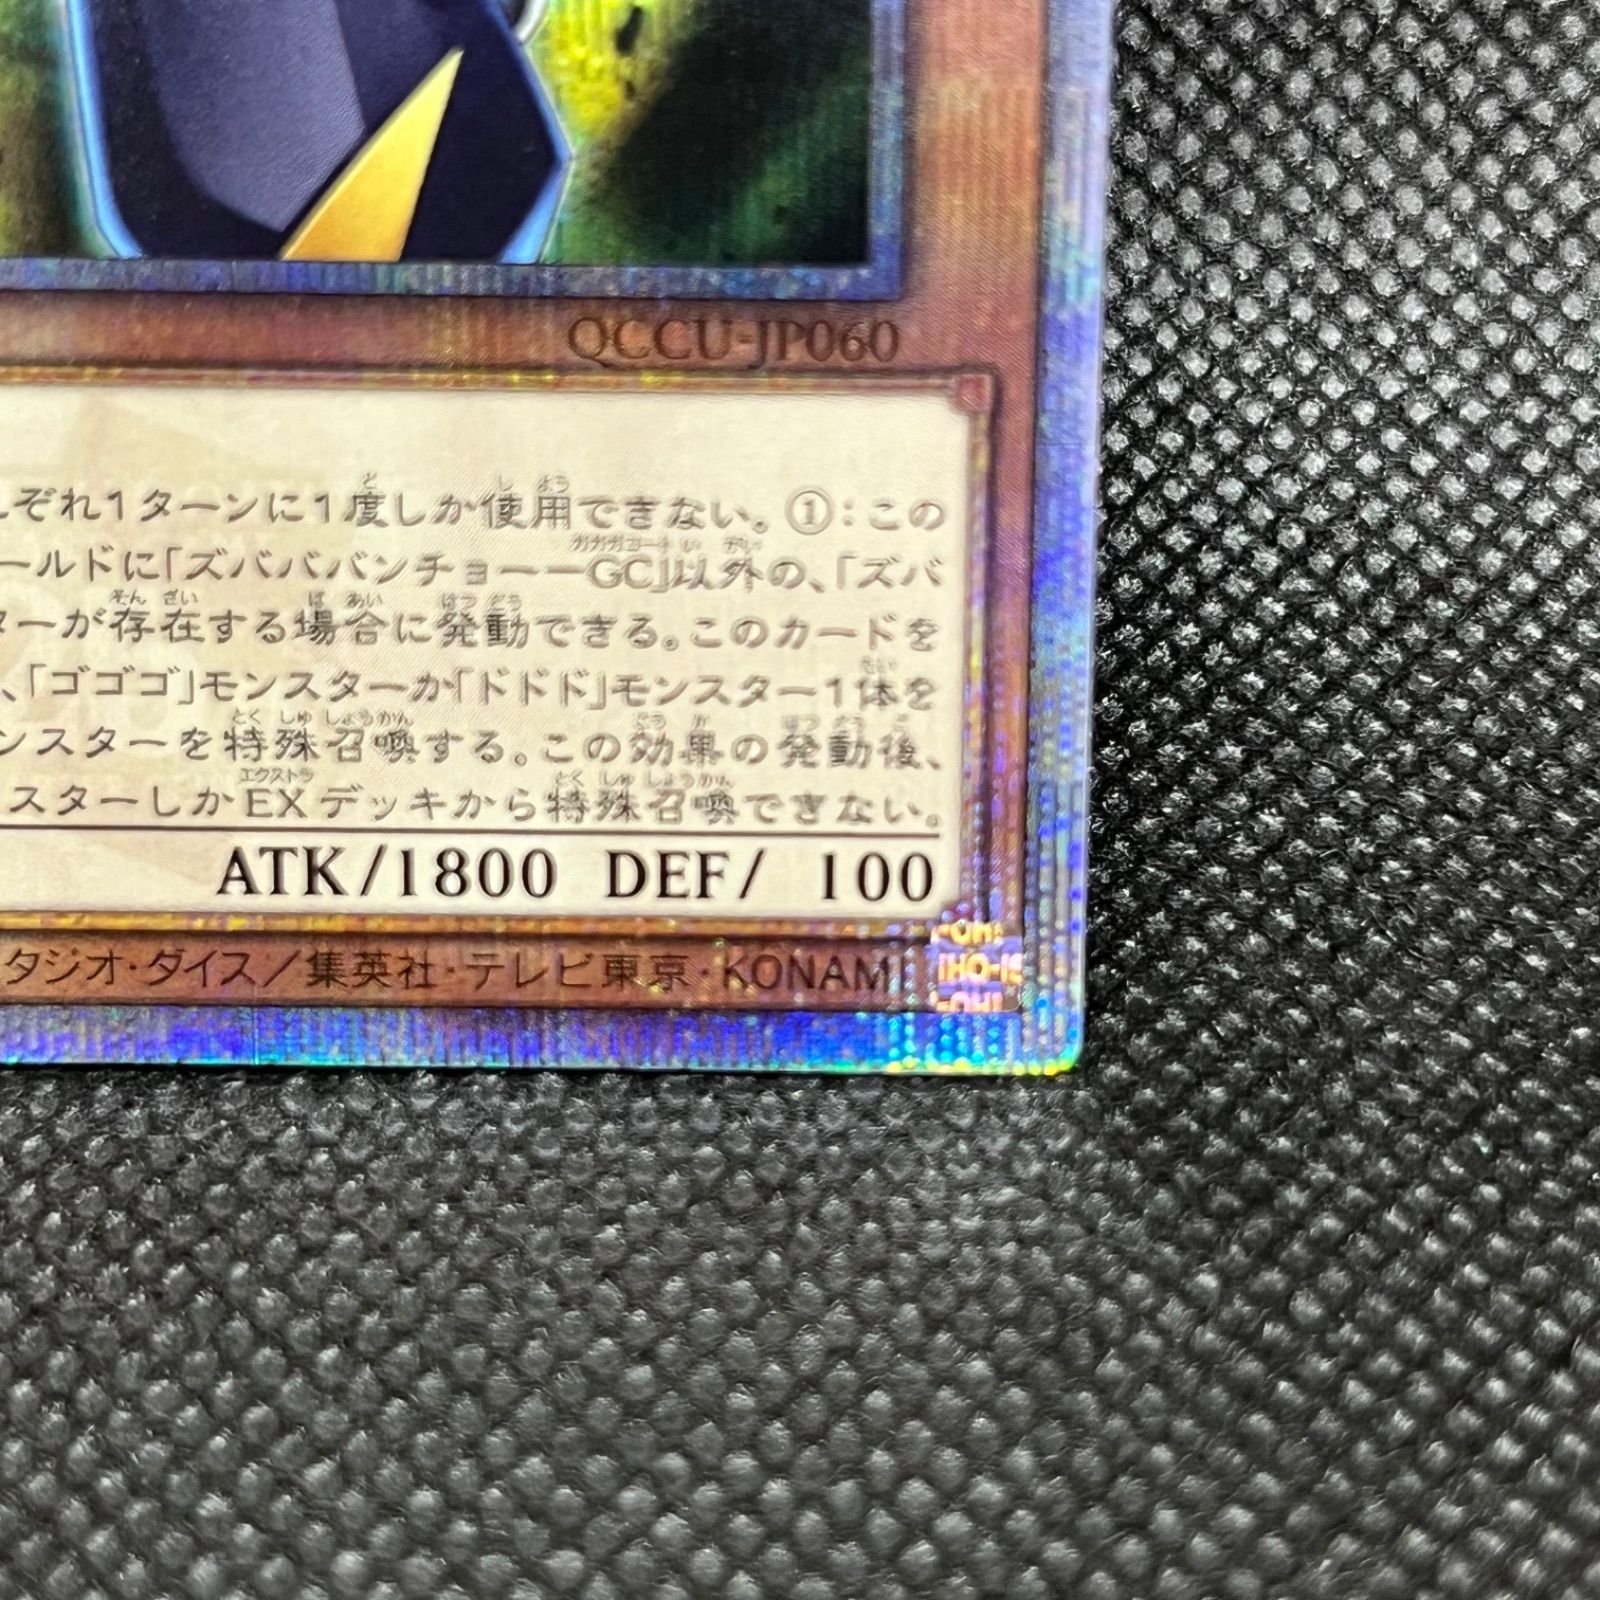 QCCU-JP060
れぞれ1ターンに1度しか使用できない。①:この
ールドに「ズババババンチョー－GC」以外の、「ズバ
ターが存在する場合に発動できる。このカードを
、「ゴゴゴ」モンスターか「ドドド」モンスター1体を
ンスターを特殊召喚する。この効果の発動後、
スターしかEXデッキから特殊召喚できない。
ATK/1800 DEF/ 100
タジオ・ダイス/集英社・テレビ東京・KONAMI